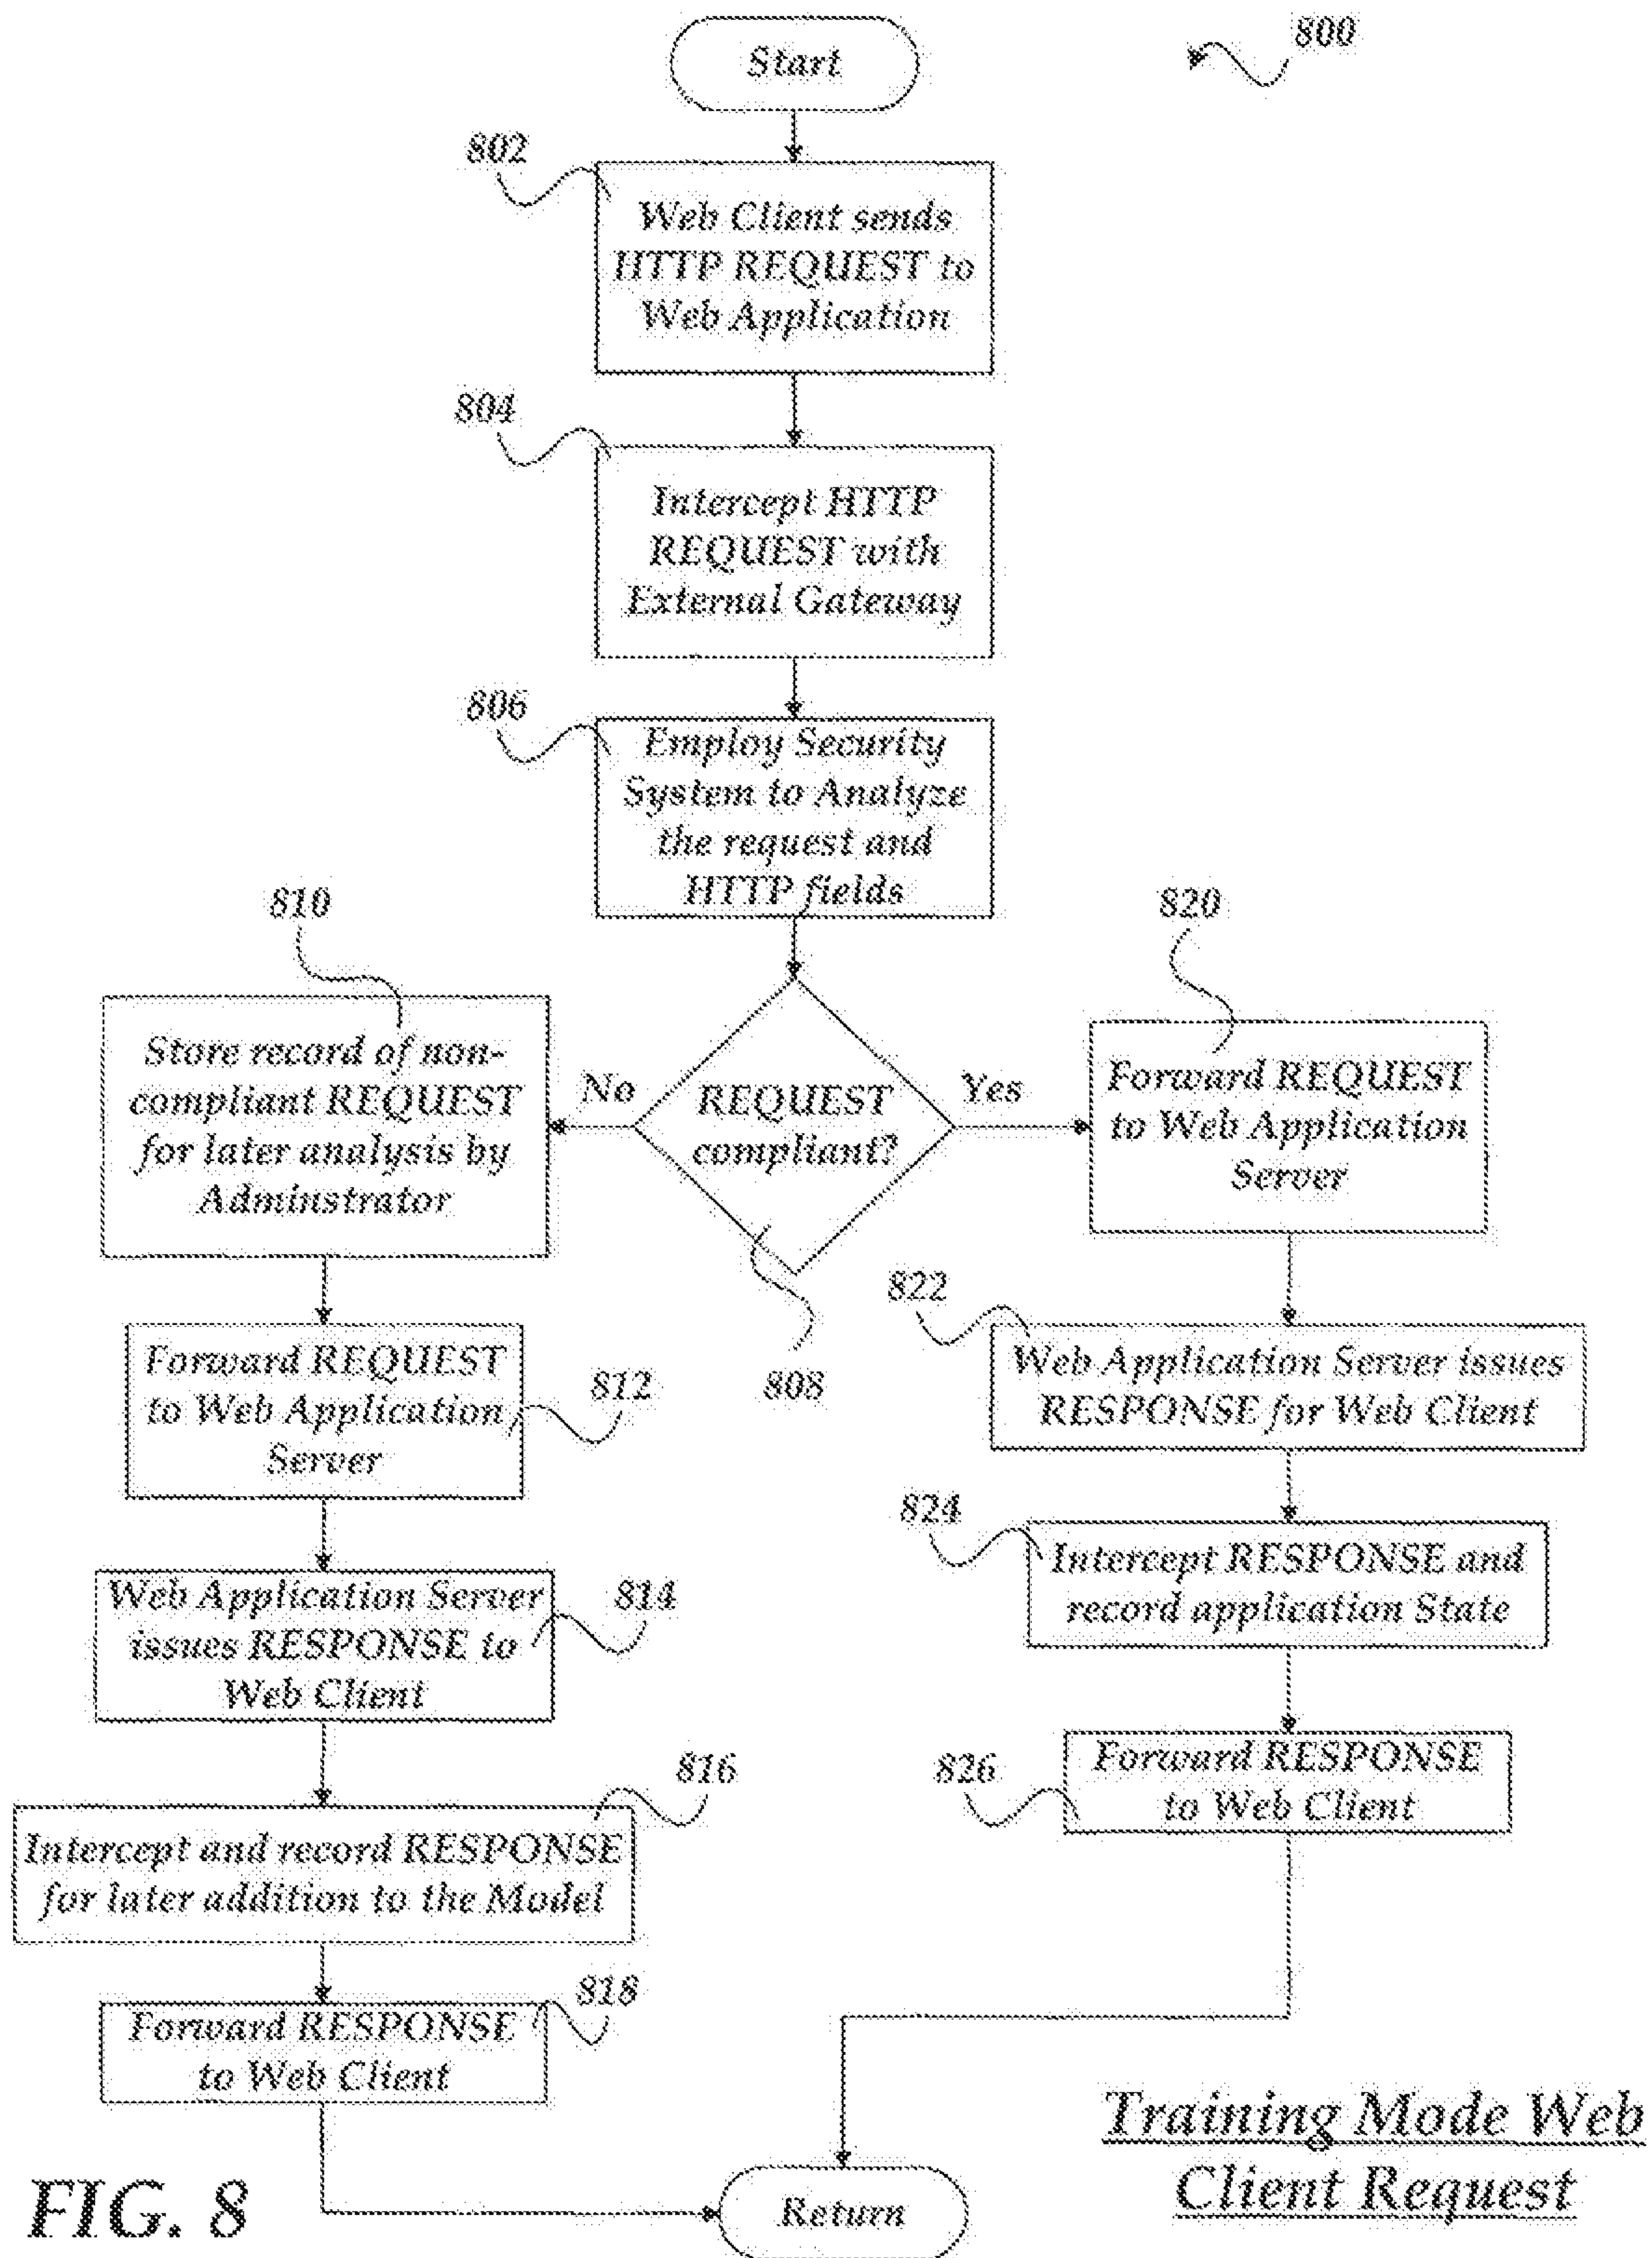 Start
800
802
Web Client sends
HTTP REQUEST to
Web Application
804
Intercept HTTP
REQUEST with
External Gateway
806
Employ Security
System to Analyze
the request and
HTTP fields
810
Store record of non-
compliant REQUEST
for later analysis by
Adminstrator
No
REQUEST
compliant?
Yes
808
820
Forward REQUEST
to Web Application
Server
812
Forward REQUEST
to Web Application
Server
822
Web Application Server issues
RESPONSE for Web Client
814
Web Application Server
issues RESPONSE to
Web Client
824
Intercept RESPONSE and
record application State
816
Intercept and record RESPONSE
for later addition to the Model
826
Forward RESPONSE
to Web Client
818
Forward RESPONSE
to Web Client
Return
Training Mode Web
Client Request
FIG. 8